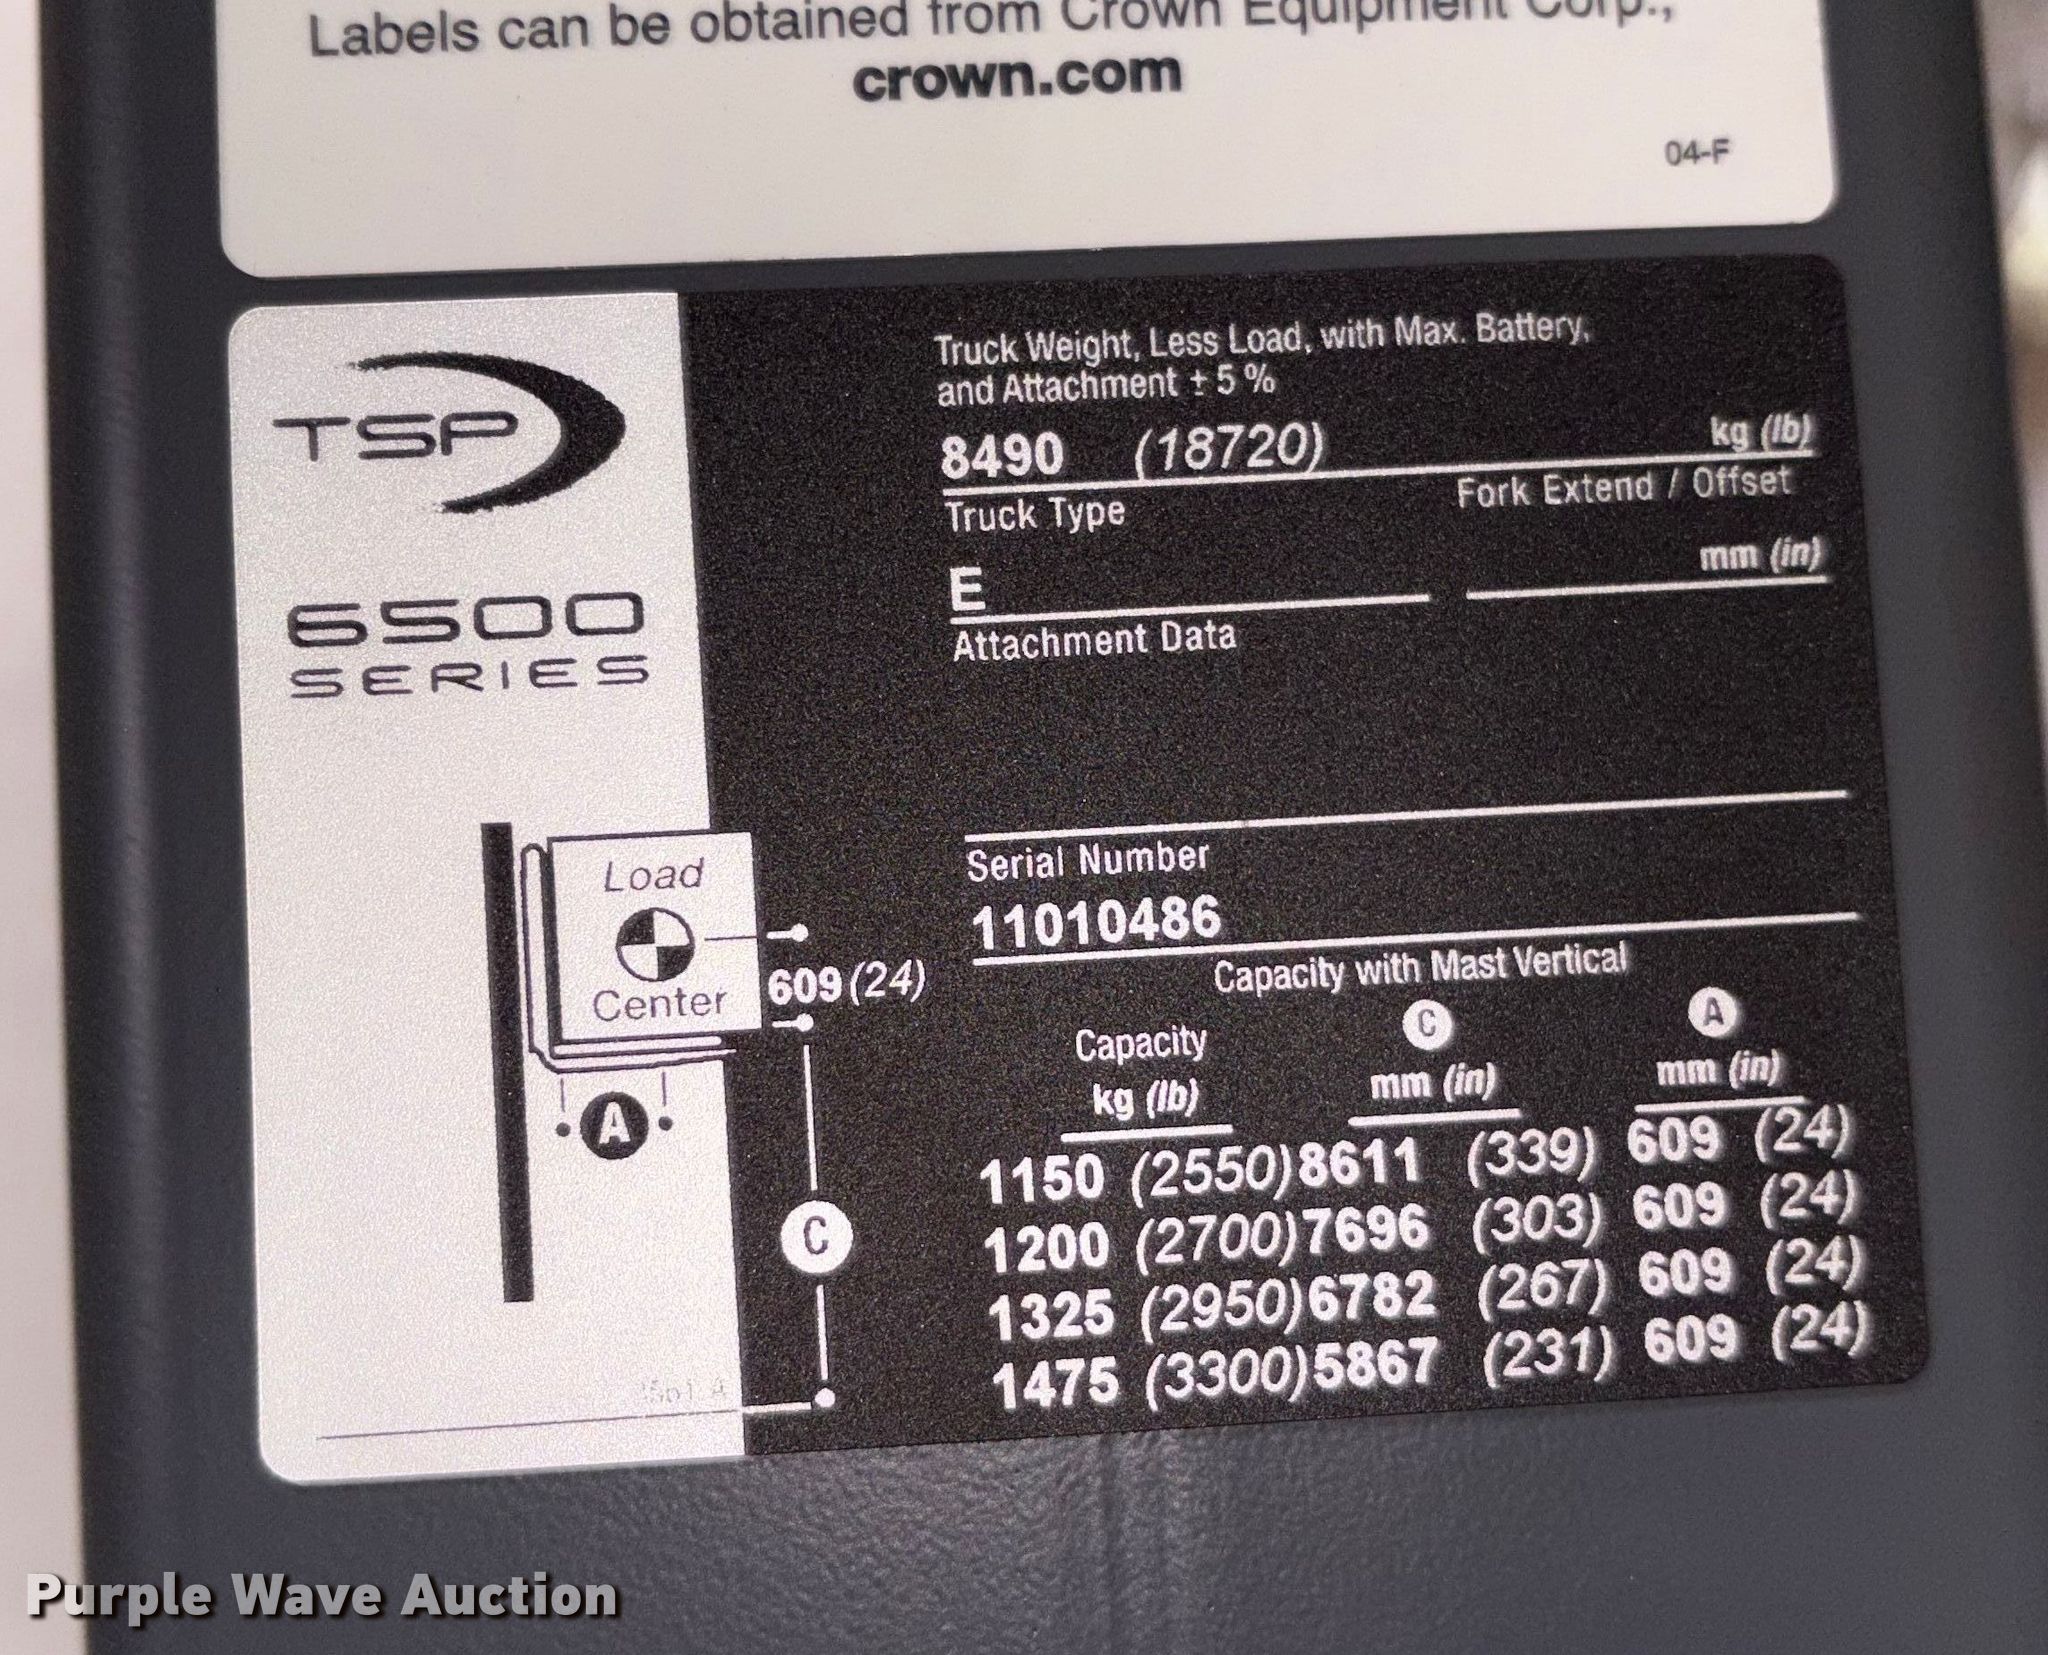 Labels can be obtained from Crown Equipment Corp.,
crown.com
04-F
TSP
6500
SERIES
Truck Weight, Less Load, with Max. Battery,
and Attachment ± 5 %
8490 (18720) kg (lb)
Truck Type Fork Extend / Offset
E mm (in)
Attachment Data
Serial Number
11010486
Load
Center
609 (24)
A
C
Capacity with Mast Vertical
Capacity C A
kg (lb) mm (in) mm (in)
1150 (2550) 8611 (339) 609 (24)
1200 (2700) 7696 (303) 609 (24)
1325 (2950) 6782 (267) 609 (24)
1475 (3300) 5867 (231) 609 (24)
Purple Wave Auction